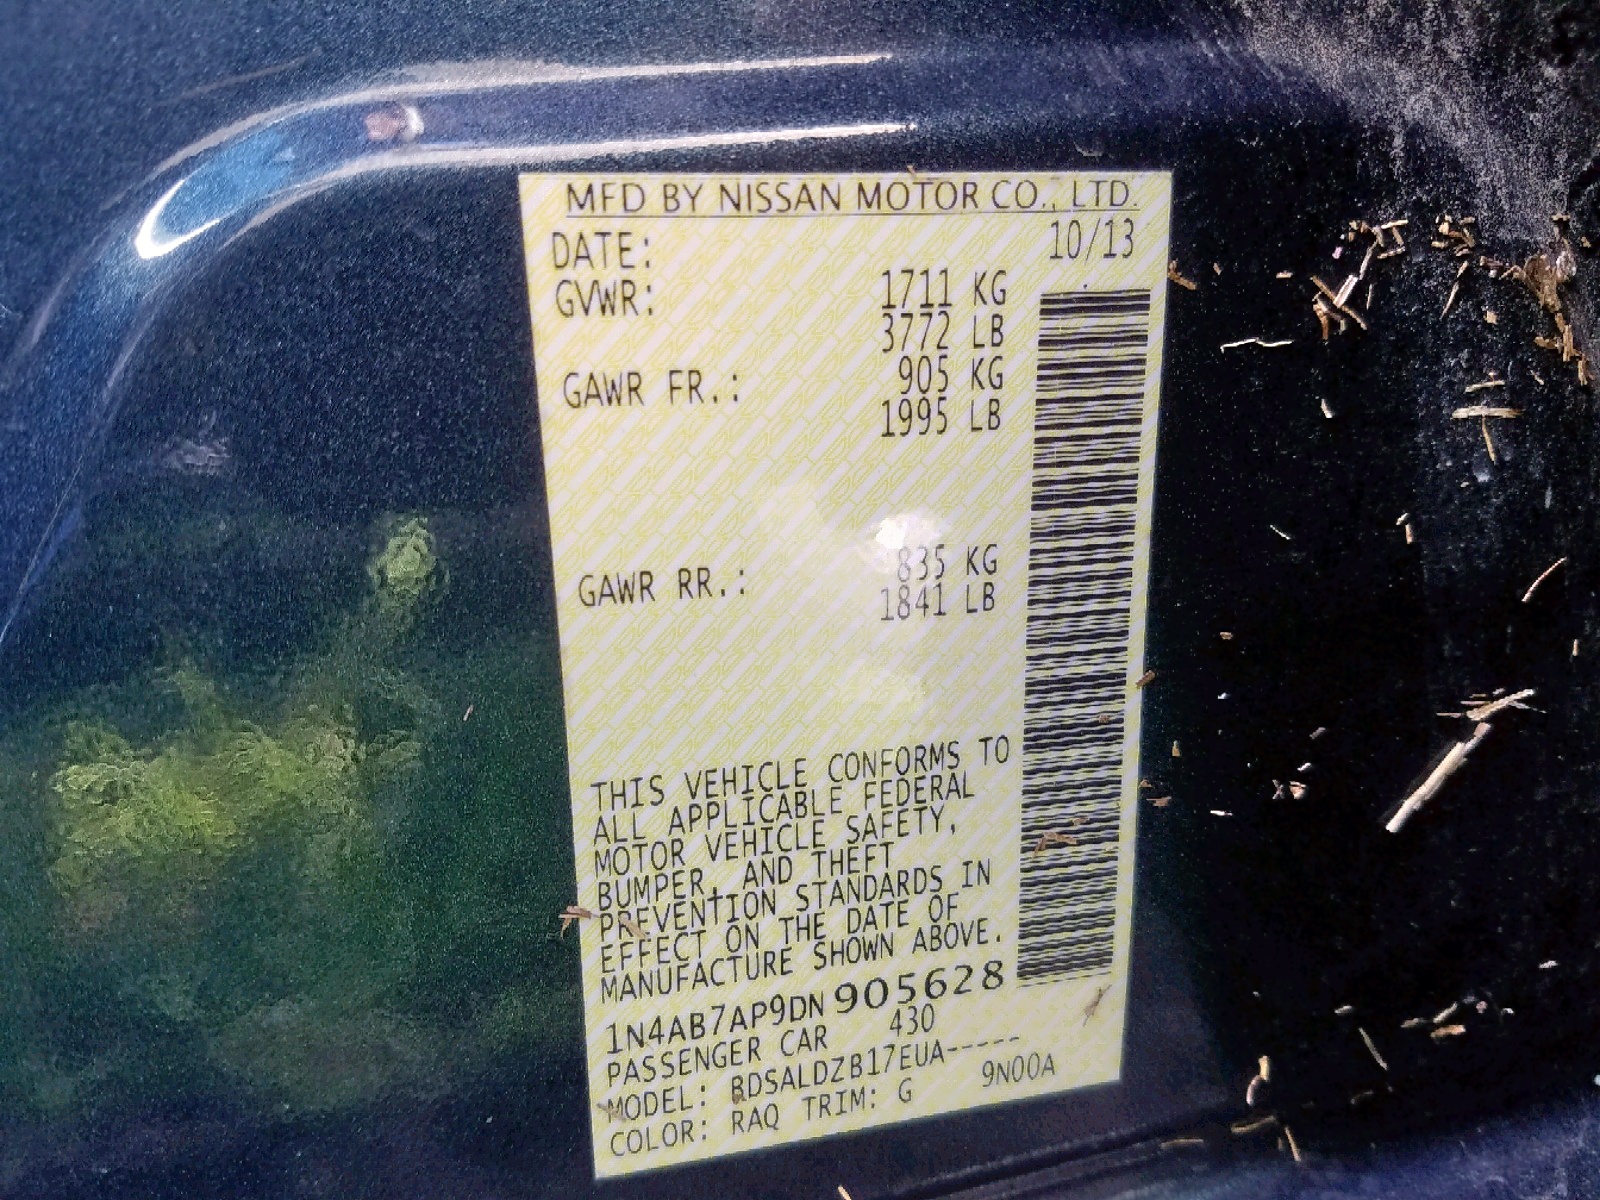 MFD BY NISSAN MOTOR CO., LTD.
DATE: 10/13
GVWR: 1711 KG
3772 LB
GAWR FR.: 905 KG
1995 LB
GAWR RR.: 835 KG
1841 LB
THIS VEHICLE CONFORMS TO
ALL APPLICABLE FEDERAL
MOTOR VEHICLE SAFETY,
BUMPER, AND THEFT
PREVENTION STANDARDS IN
EFFECT ON THE DATE OF
MANUFACTURE SHOWN ABOVE.
1N4AB7AP9DN905628
PASSENGER CAR 430
MODEL: BDSALDZB17EUA-----
COLOR: RAQ TRIM: G 9N00A